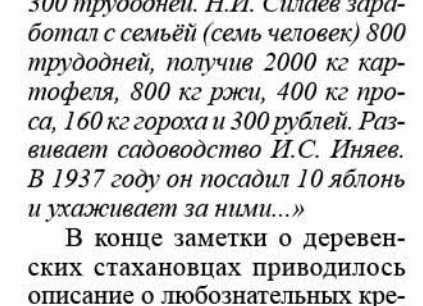 300 трудодней. Н.И. Силаев зара-
ботал с семьёй (семь человек) 800
трудодней, получив 2000 кг кар-
тофеля, 800 кг ржи, 400 кг про-
са, 160 кг гороха и 300 рублей. Раз-
вивает садоводство И.С. Иняев.
В 1937 году он посадил 10 яблонь
и ухаживает за ними...»
В конце заметки о деревен-
ских стахановцах приводилось
описание о любознательных кре-